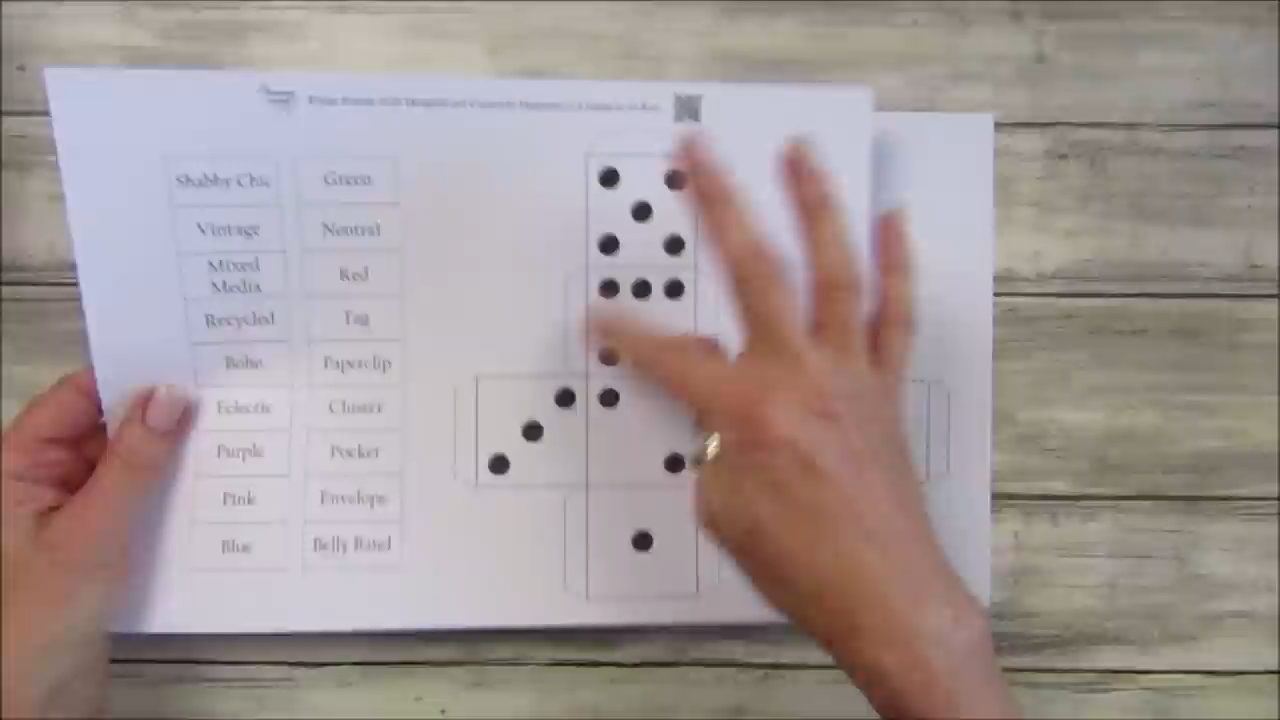 Shabby Chic
Green
Vintage
Neutral
Mixed
Media
Red
Recycled
Tag
Boho
Paperclip
Eclectic
Cluster
Purple
Pocket
Pink
Envelope
Blue
Belly Band